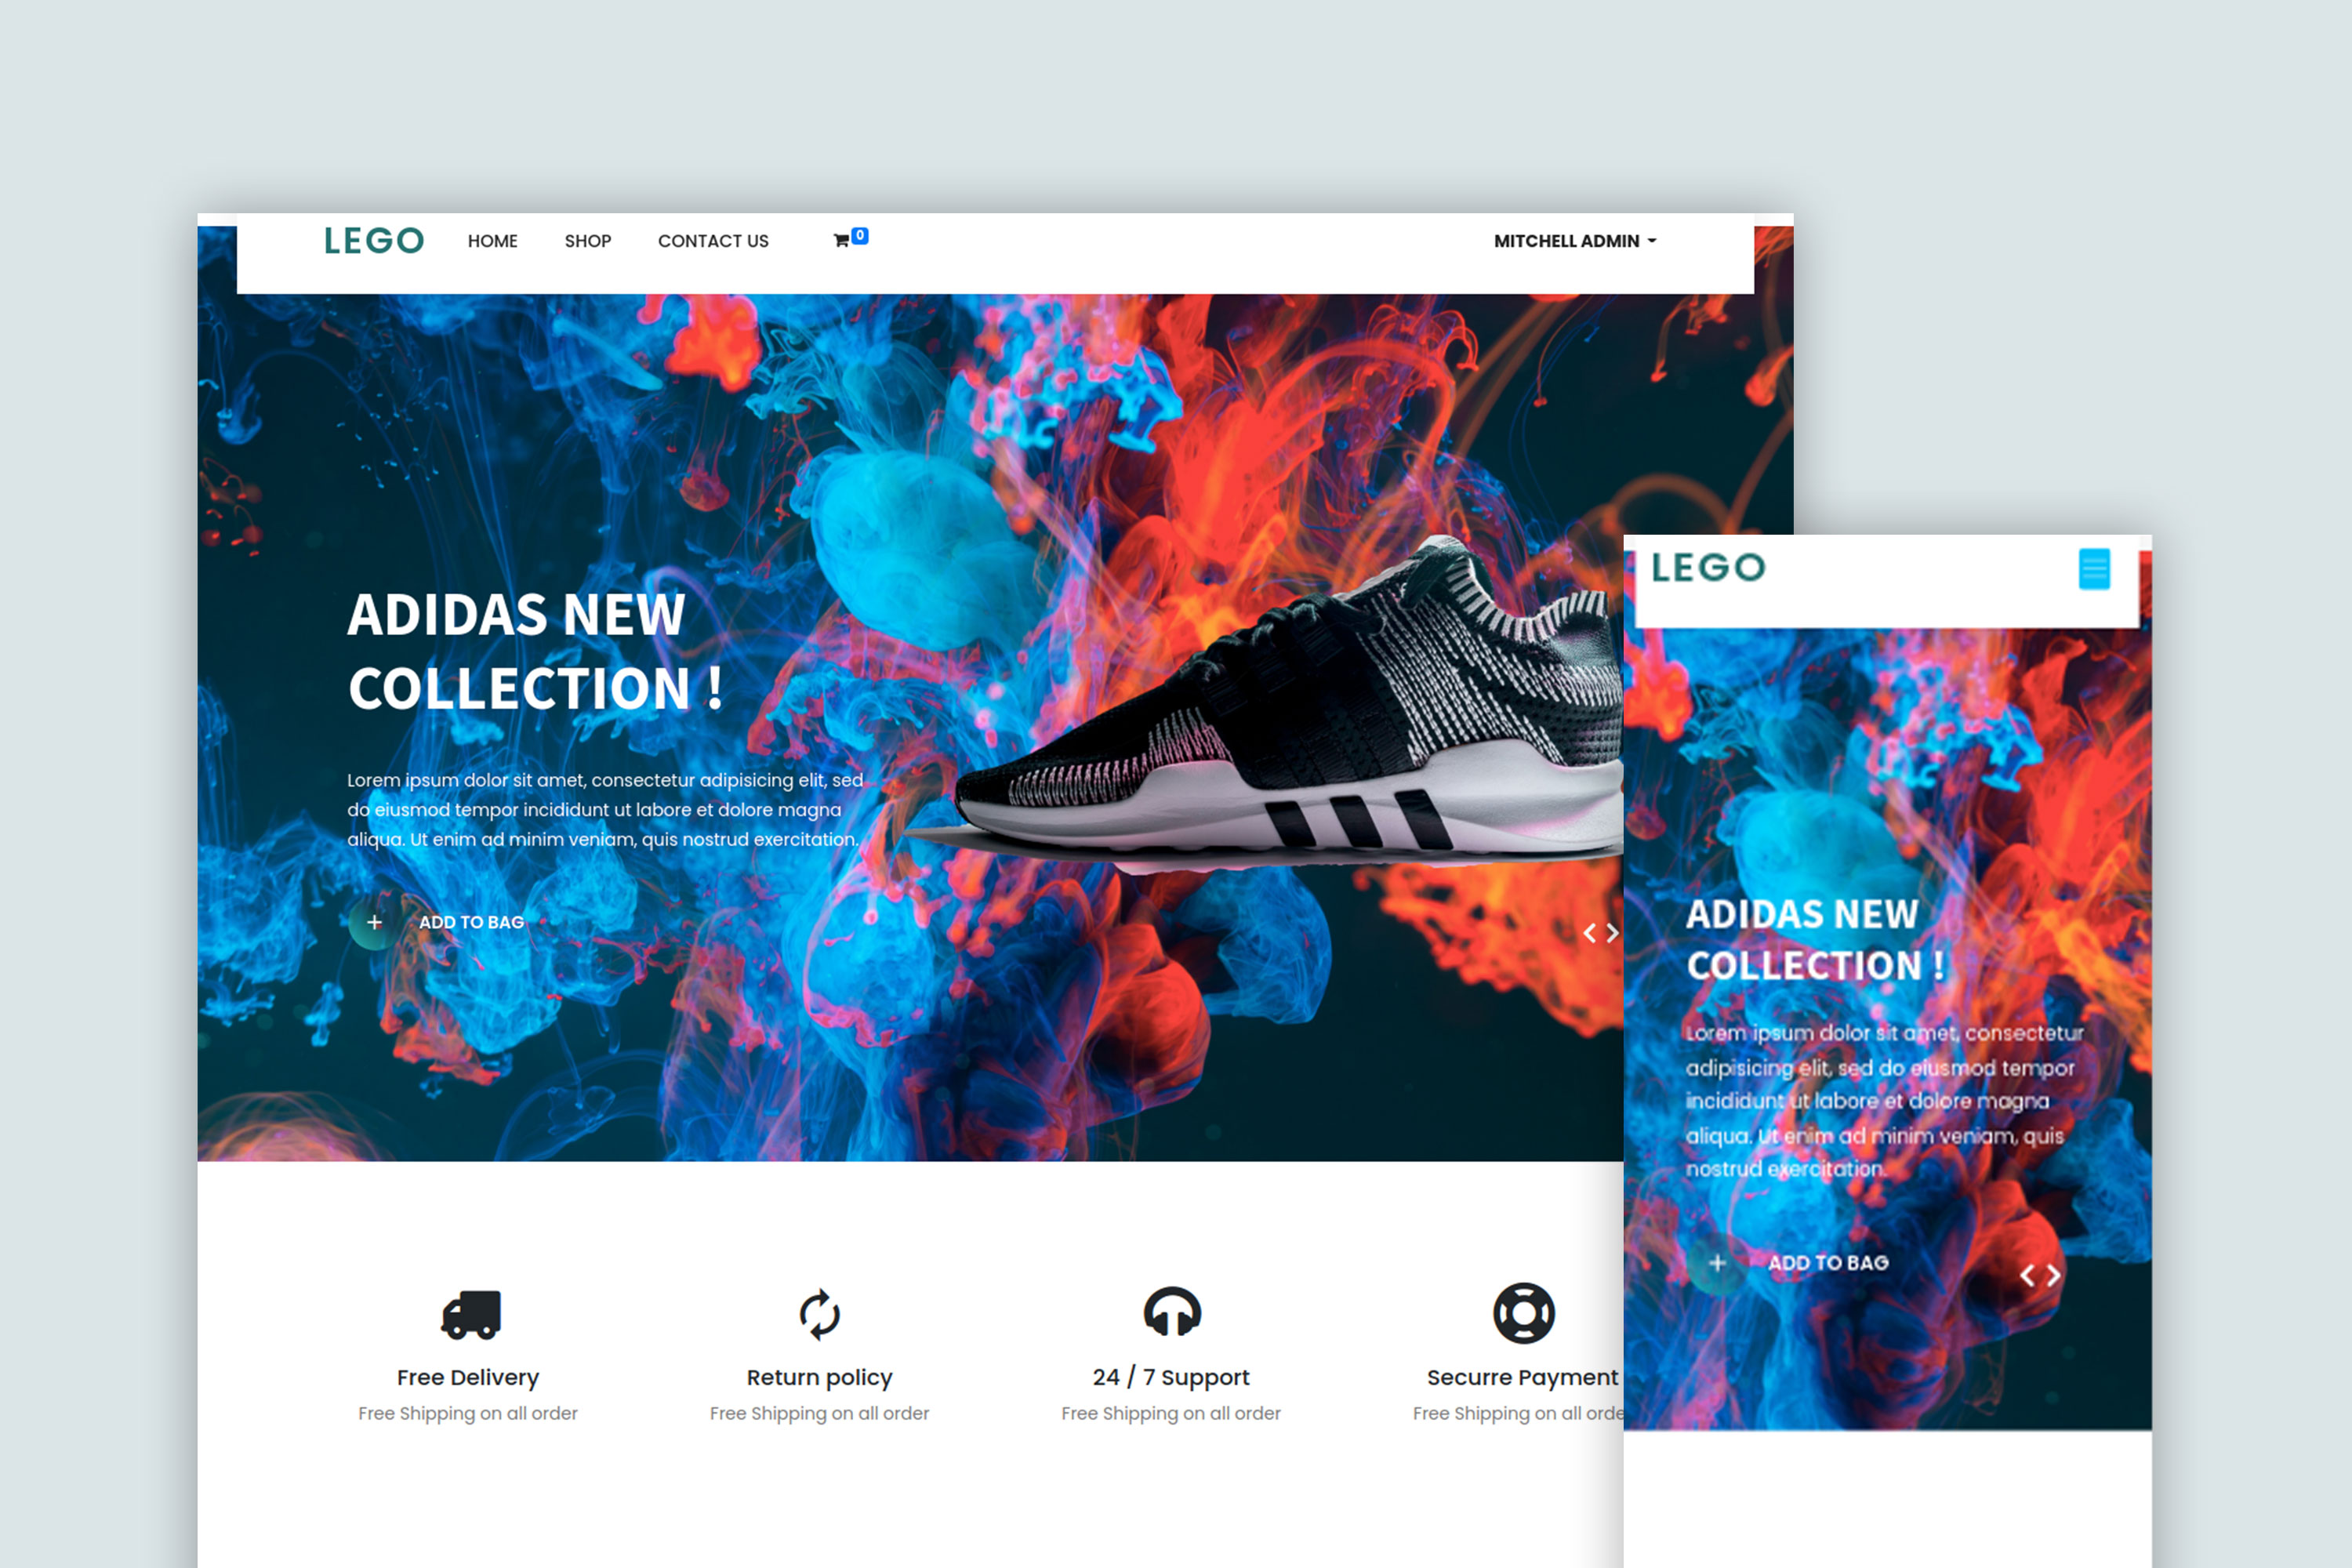 LEGO HOME SHOP CONTACT US 0 MITCHELL ADMIN
ADIDAS NEW
COLLECTION !
Lorem ipsum dolor sit amet, consectetur adipisicing elit, sed
do eiusmod tempor incididunt ut labore et dolore magna
aliqua. Ut enim ad minim veniam, quis nostrud exercitation.
+ ADD TO BAG
Free Delivery
Free Shipping on all order
Return policy
Free Shipping on all order
24 / 7 Support
Free Shipping on all order
Securre Payment
Free Shipping on all orde
LEGO
ADIDAS NEW
COLLECTION !
Lorem ipsum dolor sit amet, consectetur
adipisicing elit, sed do eiusmod tempor
incididunt ut labore et dolore magna
aliqua. Ut enim ad minim veniam, quis
nostrud exercitation.
+ ADD TO BAG